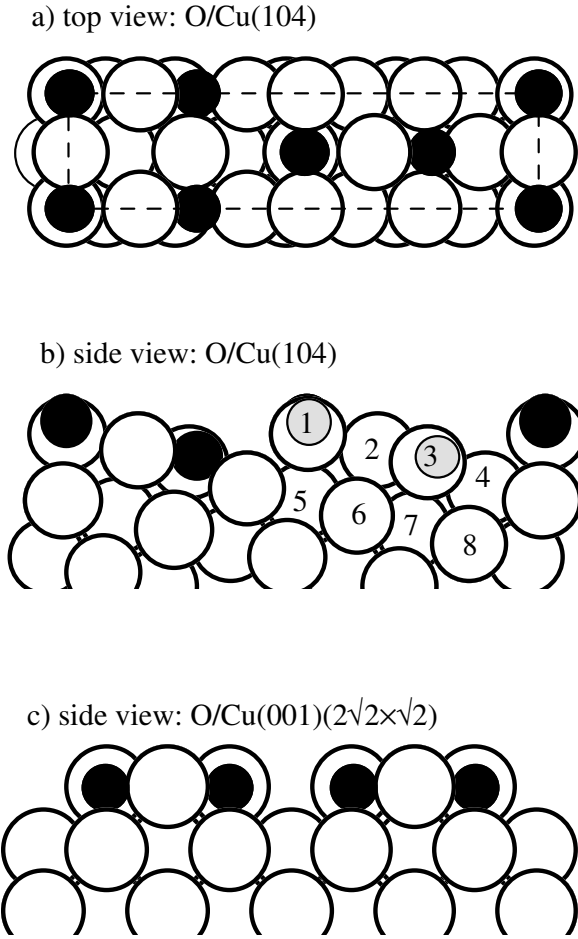 a) top view: O/Cu(104)
b) side view: O/Cu(104)
1
2
3
4
5
6
7
8
c) side view: O/Cu(001)(2√2×√2)